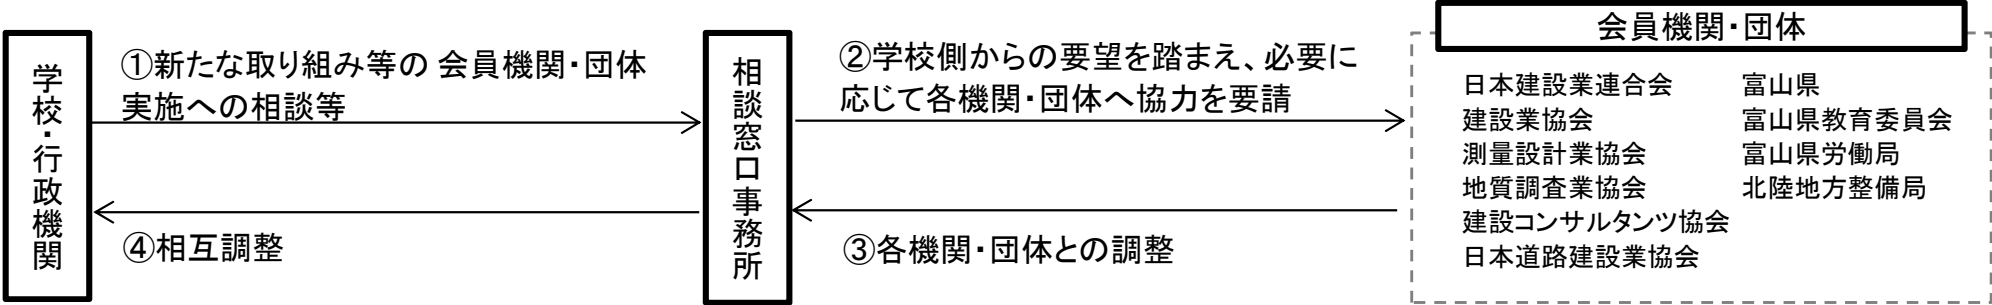 学校・行政機関
①新たな取り組み等の 会員機関・団体
実施への相談等
④相互調整
相談窓口事務所
②学校側からの要望を踏まえ、必要に
応じて各機関・団体へ協力を要請
③各機関・団体との調整
会員機関・団体
日本建設業連合会
建設業協会
測量設計業協会
地質調査業協会
建設コンサルタンツ協会
日本道路建設業協会
富山県
富山県教育委員会
富山県労働局
北陸地方整備局